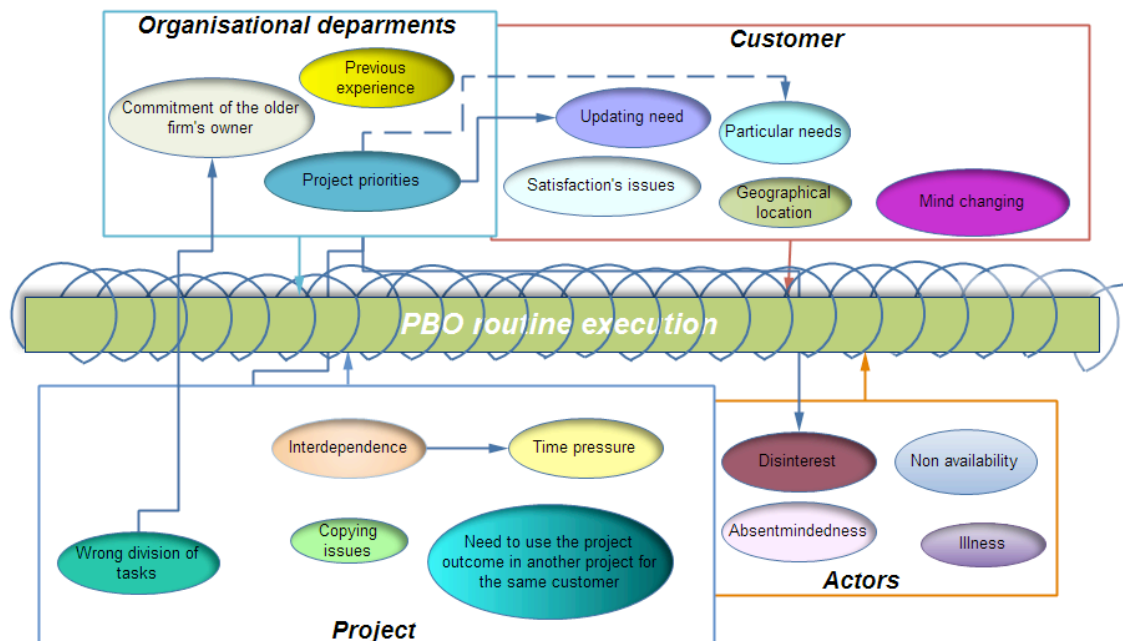 Organisational deparments
Previous
experience
Commitment of the older
firm's owner
Project priorities
Customer
Updating need
Particular needs
Satisfaction's issues
Geographical
location
Mind changing
PBO routine execution
Interdependence
Time pressure
Copying
issues
Need to use the project
outcome in another project for
the same customer
Wrong division of
tasks
Project
Disinterest
Non availability
Absentmindedness
Illness
Actors